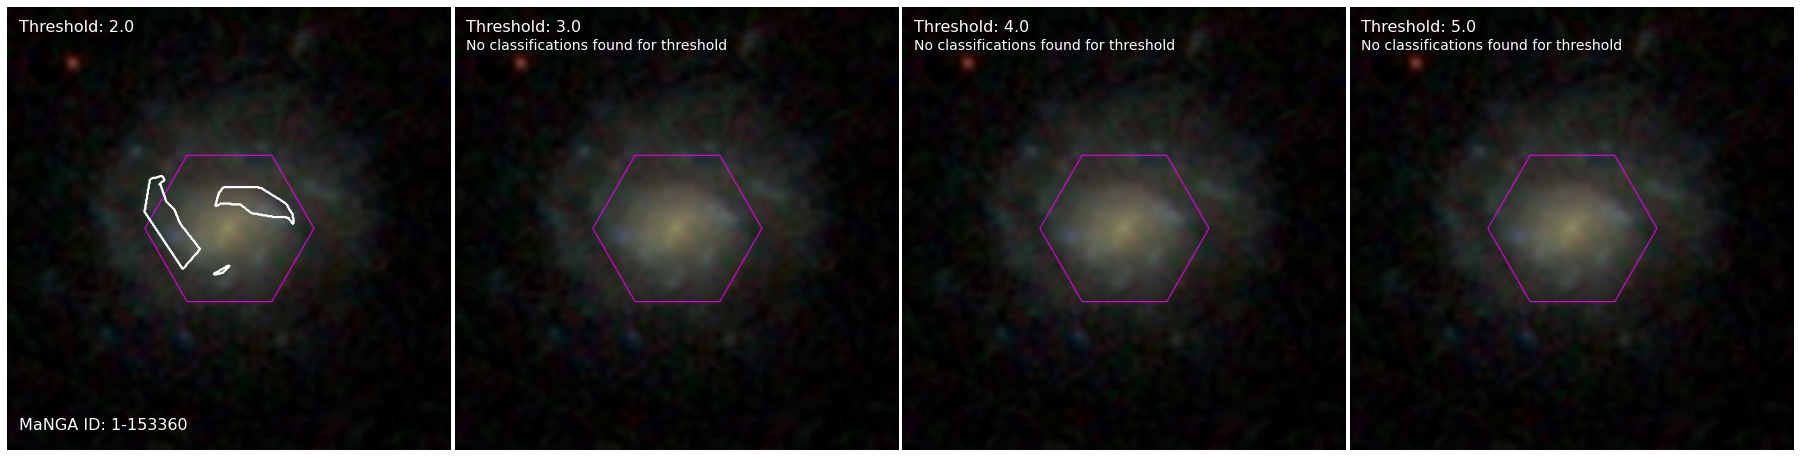 Threshold: 2.0
MaNGA ID: 1-153360
Threshold: 3.0
No classifications found for threshold
Threshold: 4.0
No classifications found for threshold
Threshold: 5.0
No classifications found for threshold